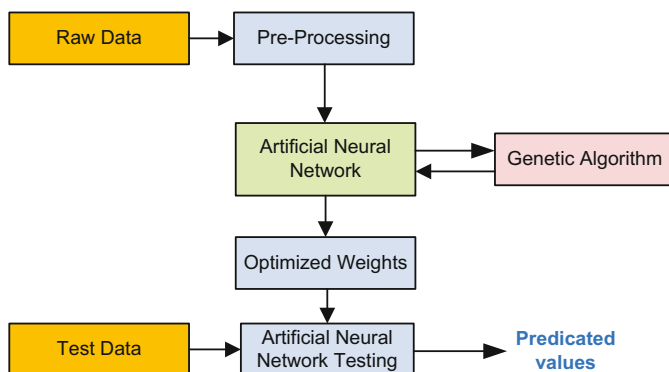 Raw Data
Pre-Processing
Artificial Neural
Network
Genetic Algorithm
Optimized Weights
Test Data
Artificial Neural
Network Testing
Predicated
values